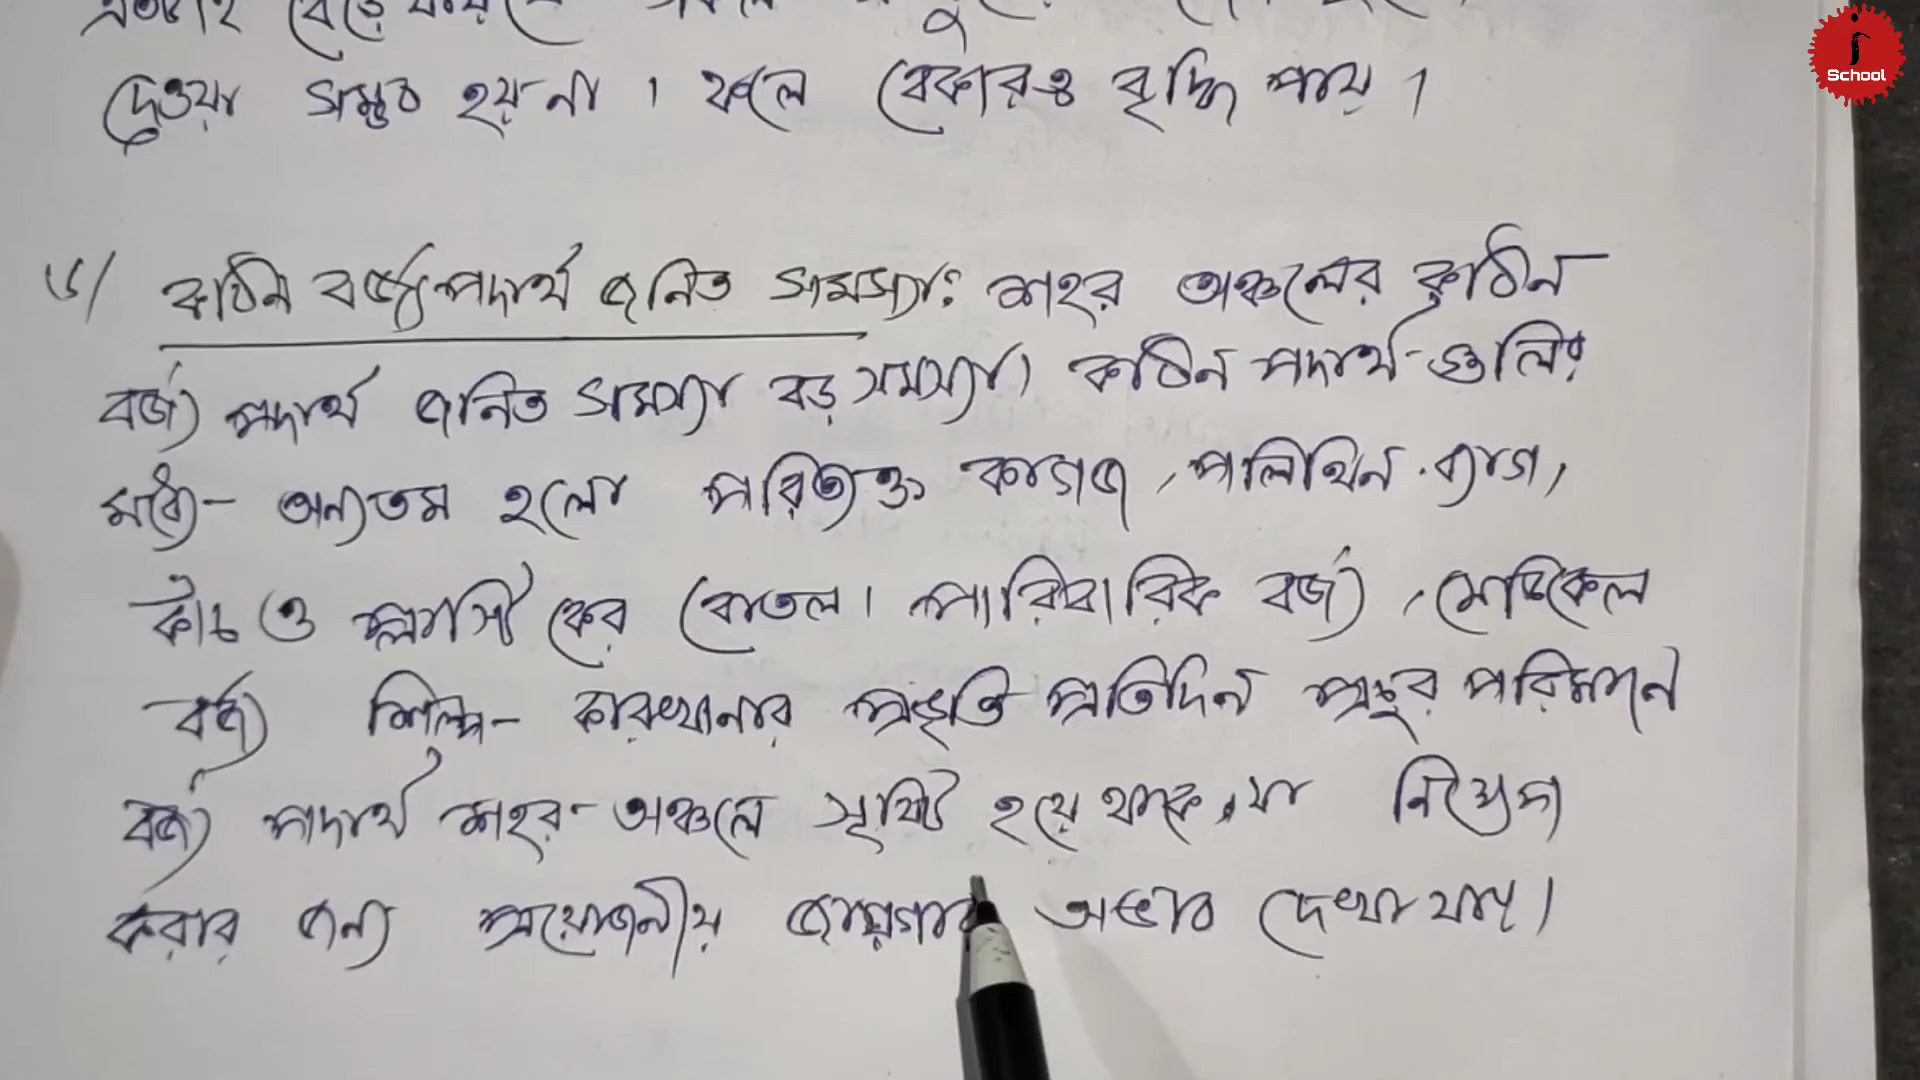 দেওয়া সম্ভব হয় না। ফলে বেকারত্ব বৃদ্ধি পায়।
School
৬/ কঠিন বর্জ্যপদার্থ জনিত সমস্যা: শহর অঞ্চলের কঠিন
বর্জ্য পদার্থ জনিত সমস্যা বড় সমস্যা। কঠিন পদার্থ-গুলির
মধ্যে- অন্যতম হলো পরিত্যক্ত কাগজ, পলিথিন ব্যাগ,
কাঁচ ও প্লাস্টিকের বোতল। পারিবারিক বর্জ্য, মেডিকেল
বর্জ্য শিল্প- কারখানার প্রভৃতি প্রতিদিন প্রচুর পরিমানে
বর্জ্য পদার্থ শহর- অঞ্চলে সৃষ্টি হয়ে থাকে, যা নিক্ষেপ
করার জন্য প্রয়োজনীয় জায়গার অভাব দেখা যায়।